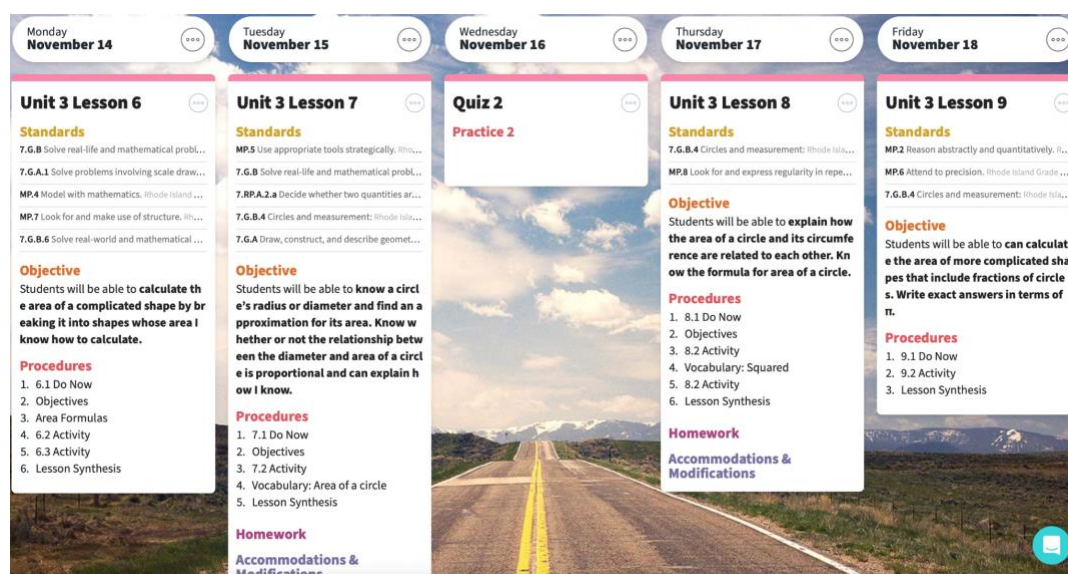 Monday
November 14
Unit 3 Lesson 6
Standards
7.G.B Solve real-life and mathematical probl...
7.G.A.1 Solve problems involving scale draw...
MP.4 Model with mathematics. Rhode Island ...
MP.7 Look for and make use of structure. Rh...
7.G.B.6 Solve real-world and mathematical ...
Objective
Students will be able to calculate th
e area of a complicated shape by br
eaking it into shapes whose area I
know how to calculate.
Procedures
1. 6.1 Do Now
2. Objectives
3. Area Formulas
4. 6.2 Activity
5. 6.3 Activity
6. Lesson Synthesis
Tuesday
November 15
Unit 3 Lesson 7
Standards
MP.5 Use appropriate tools strategically. Rho...
7.G.B Solve real-life and mathematical probl...
7.RP.A.2.a Decide whether two quantities ar...
7.G.B.4 Circles and measurement: Rhode Isla...
7.G.A Draw, construct, and describe geomet...
Objective
Students will be able to know a circl
e's radius or diameter and find an a
pproximation for its area. Know w
hether or not the relationship betw
een the diameter and area of a circl
e is proportional and can explain h
ow I know.
Procedures
1. 7.1 Do Now
2. Objectives
3. 7.2 Activity
4. Vocabulary: Area of a circle
5. Lesson Synthesis
Homework
Accommodations &
Modifications
Wednesday
November 16
Quiz 2
Practice 2
Thursday
November 17
Unit 3 Lesson 8
Standards
7.G.B.4 Circles and measurement: Rhode Isla...
MP.8 Look for and express regularity in repe...
Objective
Students will be able to explain how
the area of a circle and its circumfe
rence are related to each other. Kn
ow the formula for area of a circle.
Procedures
1. 8.1 Do Now
2. Objectives
3. 8.2 Activity
4. Vocabulary: Squared
5. 8.2 Activity
6. Lesson Synthesis
Homework
Accommodations &
Modifications
Friday
November 18
Unit 3 Lesson 9
Standards
MP.2 Reason abstractly and quantitatively. R...
MP.6 Attend to precision. Rhode Island Grade ...
7.G.B.4 Circles and measurement: Rhode Isla...
Objective
Students will be able to can calculat
e the area of more complicated sha
pes that include fractions of circle
s. Write exact answers in terms of
π.
Procedures
1. 9.1 Do Now
2. 9.2 Activity
3. Lesson Synthesis